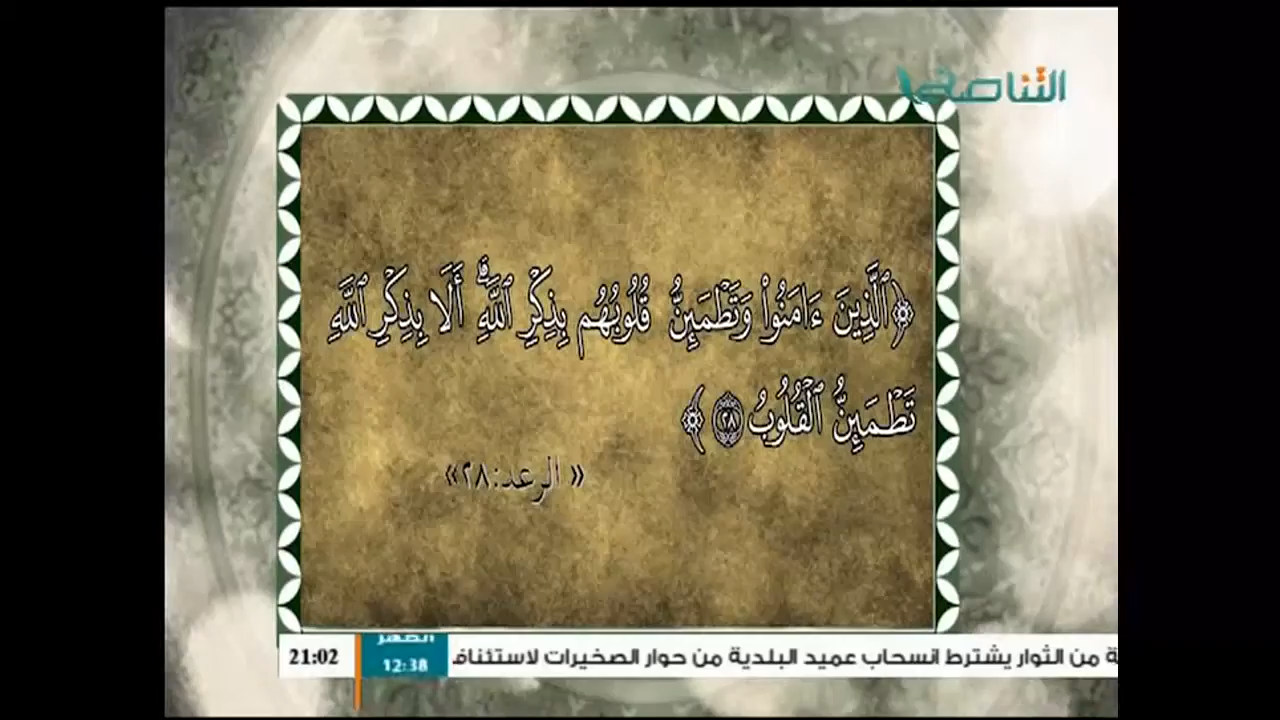 التناصح
﴿ٱلَّذِينَ ءَامَنُوا۟ وَتَطْمَئِنُّ قُلُوبُهُم بِذِكْرِ ٱللَّهِ ۗ أَلَا بِذِكْرِ ٱللَّهِ
تَطْمَئِنُّ ٱلْقُلُوبُ ٢٨﴾
« الرعد:٢٨»
الظهر
21:02
12:38
ة من الثوار يشترط انسحاب عميد البلدية من حوار الصخيرات لاستئناف